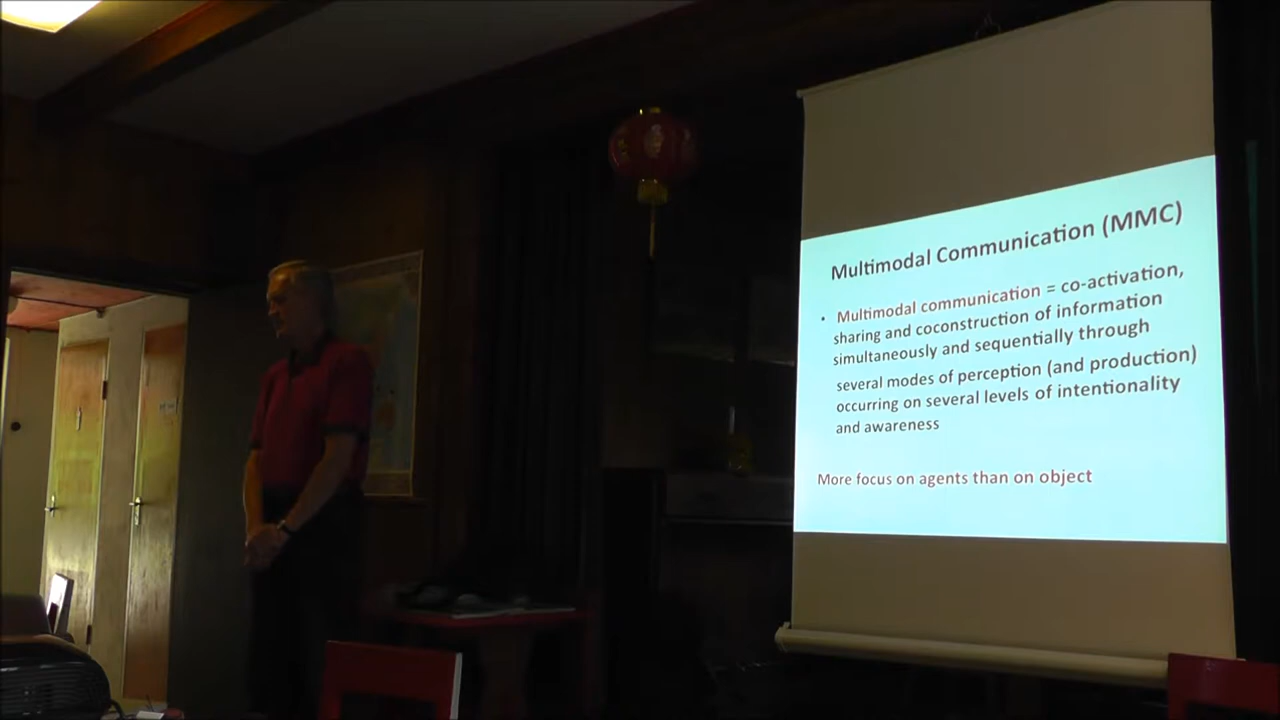 Multimodal Communication (MMC)
• Multimodal communication = co-activation,
sharing and coconstruction of information
simultaneously and sequentially through
several modes of perception (and production)
occurring on several levels of intentionality
and awareness
More focus on agents than on object